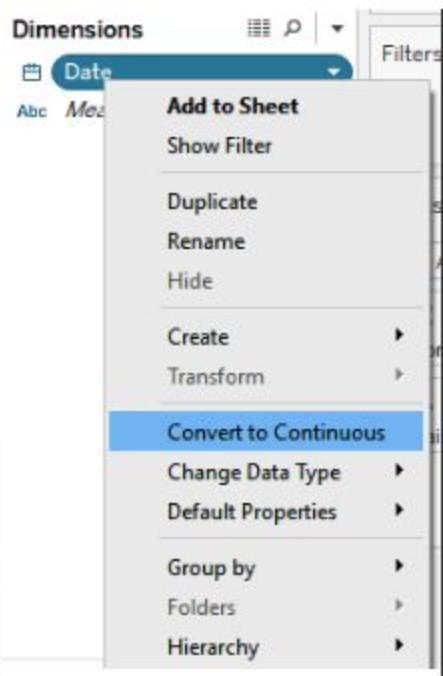 Dimensions
Filters
Date
Abc Mea
Add to Sheet
Show Filter
Duplicate
Rename
Hide
Create
Transform
Convert to Continuous
Change Data Type
Default Properties
Group by
Folders
Hierarchy